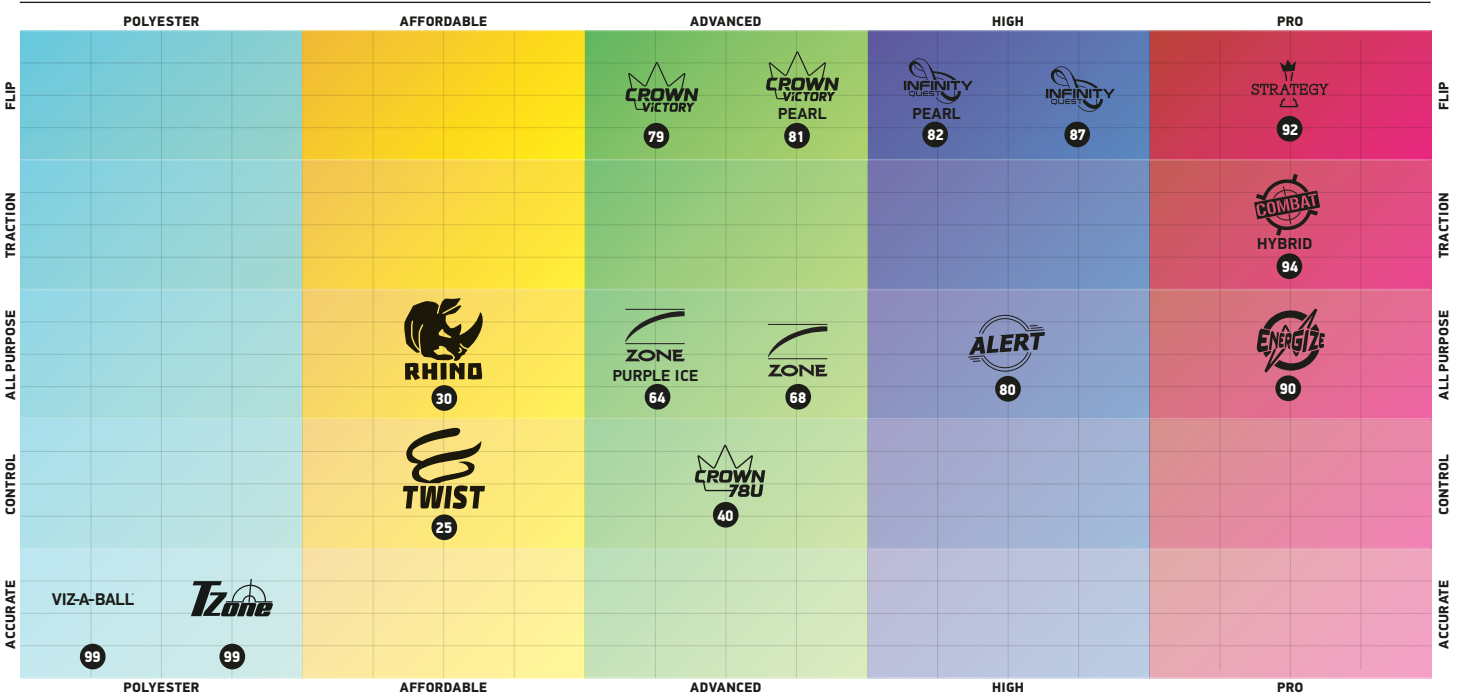 POLYESTER AFFORDABLE ADVANCED HIGH PRO
FLIP
FLIP
CROWN
VICTORY
79
CROWN
VICTORY
PEARL
81
INFINITY
QUEST
PEARL
82
INFINITY
QUEST
87
STRATEGY
92
TRACTION
TRACTION
COMBAT
HYBRID
94
ALL PURPOSE
ALL PURPOSE
RHINO
30
ZONE
PURPLE ICE
64
ZONE
68
ALERT
80
ENERGIZE
90
CONTROL
CONTROL
TWIST
25
CROWN
78U
40
ACCURATE
ACCURATE
VIZ-A-BALL
99
TZone
99
POLYESTER AFFORDABLE ADVANCED HIGH PRO